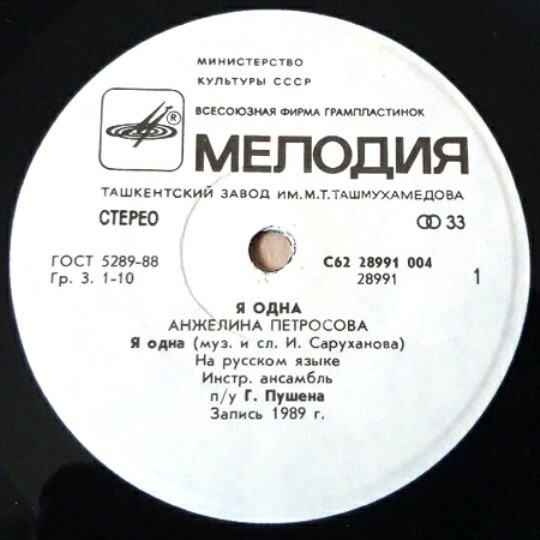 МИНИСТЕРСТВО
КУЛЬТУРЫ СССР
ВСЕСОЮЗНАЯ ФИРМА ГРАМПЛАСТИНОК
®
МЕЛОДИЯ
ТАШКЕНТСКИЙ ЗАВОД ИМ.М.Т.ТАШМУХАМЕДОВА
СТЕРЕО 33
ГОСТ 5289-88 С62 28991 004
Гр. 3. 1-10 28991 1
Я ОДНА
АНЖЕЛИНА ПЕТРОСОВА
Я одна (муз. и сл. И. Саруханова)
На русском языке
Инстр. ансамбль
п/у Г. Пушена
Запись 1989 г.